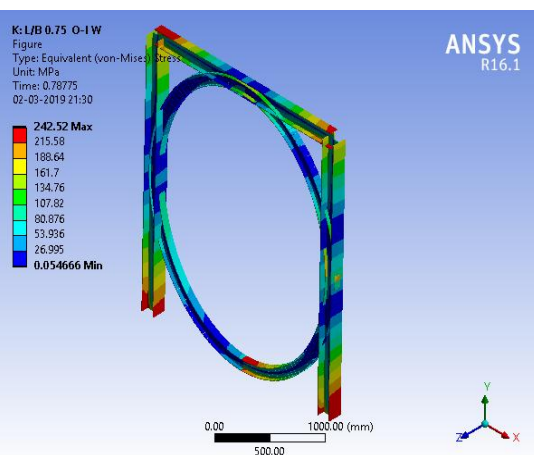 K: L/B 0.75 O-I W
Figure
Type: Equivalent (von-Mises) Stress
Unit: MPa
Time: 0.78775
02-03-2019 21:30
242.52 Max
215.58
188.64
161.7
134.76
107.82
80.876
53.936
26.995
0.054666 Min
ANSYS
R16.1
0.00
1000.00 (mm)
500.00
Y
Z
X